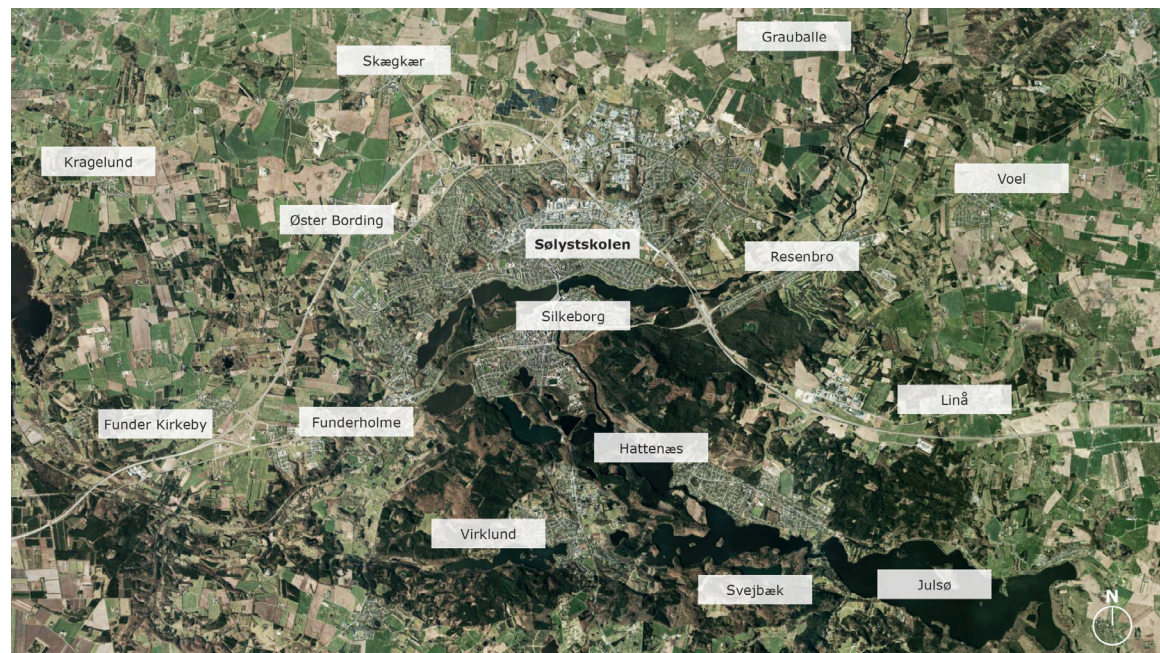 Grauballe
Skægkær
Kragelund
Voel
Øster Bording
Sølystskolen
Resenbro
Silkeborg
Linå
Funder Kirkeby
Funderholme
Hattenæs
Virklund
Svejbæk
Julsø
N